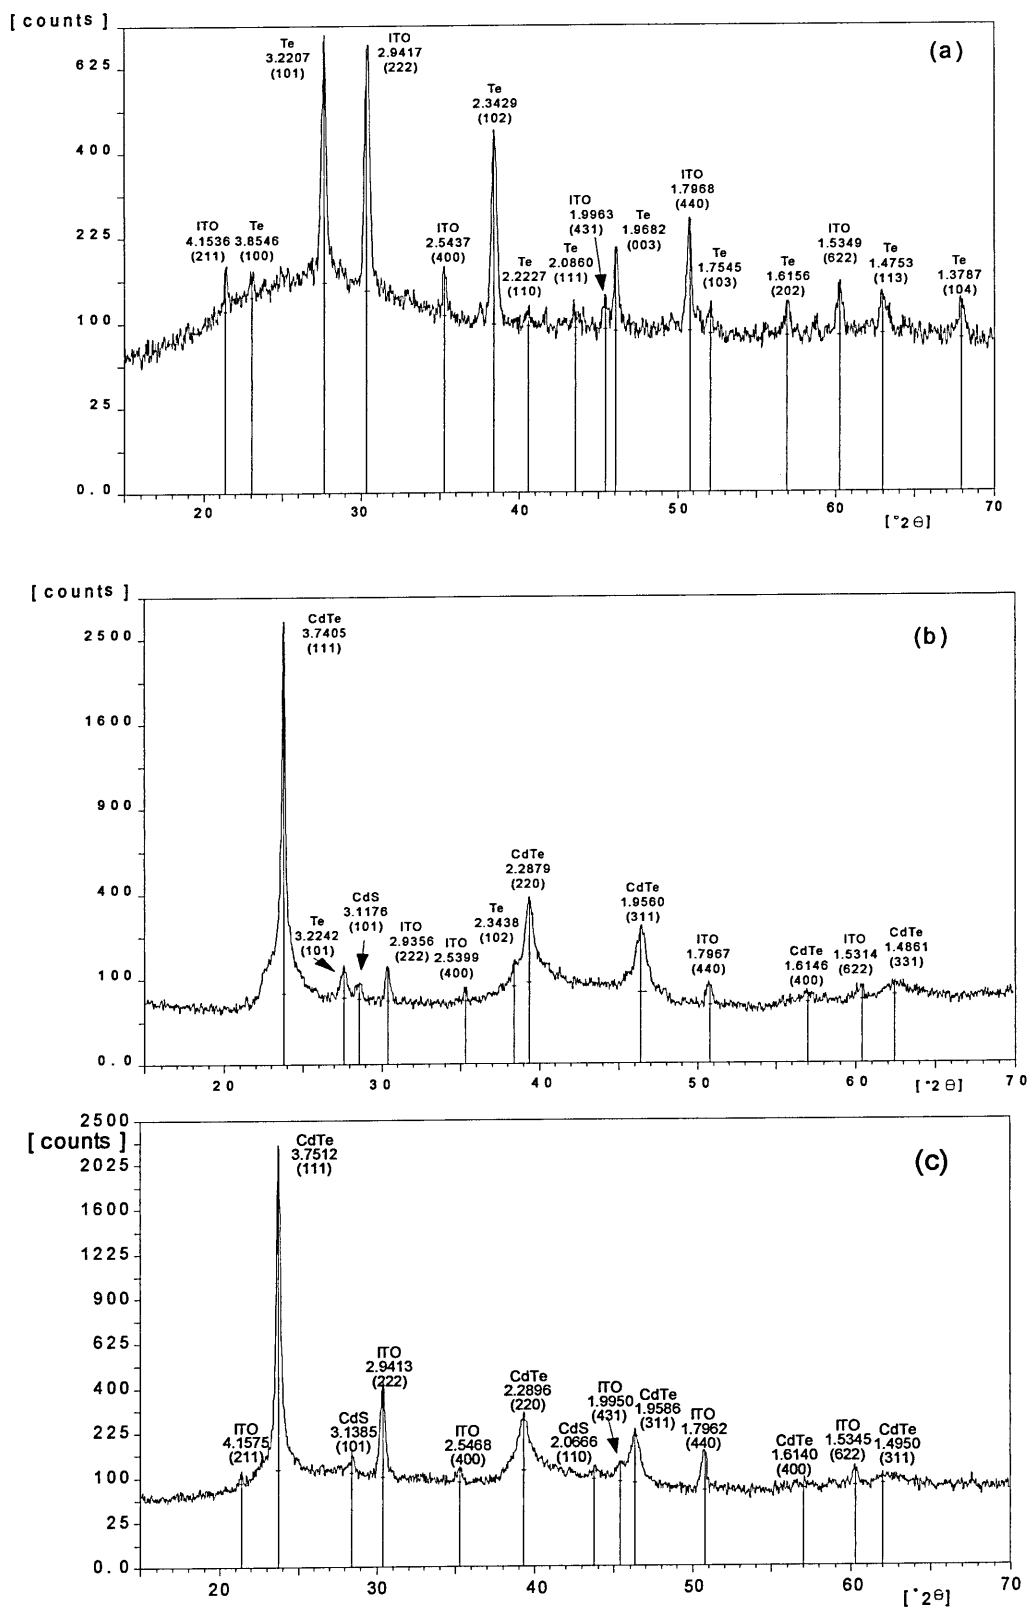 [ counts ]
(a)
625
400
225
100
25
0.0
Te
3.2207
(101)
ITO
2.9417
(222)
Te
2.3429
(102)
ITO
4.1536
(211)
Te
3.8546
(100)
ITO
2.5437
(400)
Te
2.2227
(110)
Te
2.0860
(111)
ITO
1.9963
(431)
Te
1.9682
(003)
ITO
1.7968
(440)
Te
1.7545
(103)
Te
1.6156
(202)
ITO
1.5349
(622)
Te
1.4753
(113)
Te
1.3787
(104)
20
30
40
50
60
70
[°2Θ]
[ counts ]
(b)
2500
1600
900
400
100
0.0
CdTe
3.7405
(111)
Te
3.2242
(101)
CdS
3.1176
(101)
ITO
2.9356
(222)
ITO
2.5399
(400)
Te
2.3438
(102)
CdTe
2.2879
(220)
CdTe
1.9560
(311)
ITO
1.7967
(440)
CdTe
1.6146
(400)
ITO
1.5314
(622)
CdTe
1.4861
(331)
20
30
40
50
60
70
[°2Θ]
2500
[ counts ]
(c)
2025
1600
1225
900
625
400
225
100
25
0.0
CdTe
3.7512
(111)
ITO
4.1575
(211)
CdS
3.1385
(101)
ITO
2.9413
(222)
ITO
2.5468
(400)
CdTe
2.2896
(220)
CdS
2.0666
(110)
ITO
1.9950
(431)
CdTe
1.9586
(311)
ITO
1.7962
(440)
CdTe
1.6140
(400)
ITO
1.5345
(622)
CdTe
1.4950
(311)
20
30
40
50
60
70
[°2Θ]